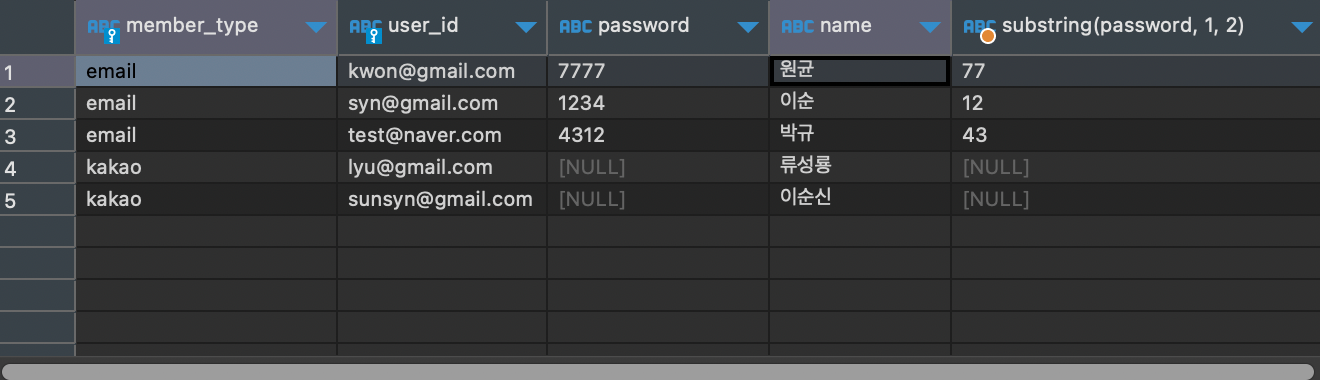 ABC member_type ABC user_id ABC password ABC name ABC substring(password, 1, 2)
1 email kwon@gmail.com 7777 원균 77
2 email syn@gmail.com 1234 이순 12
3 email test@naver.com 4312 박규 43
4 kakao lyu@gmail.com [NULL] 류성룡 [NULL]
5 kakao sunsyn@gmail.com [NULL] 이순신 [NULL]